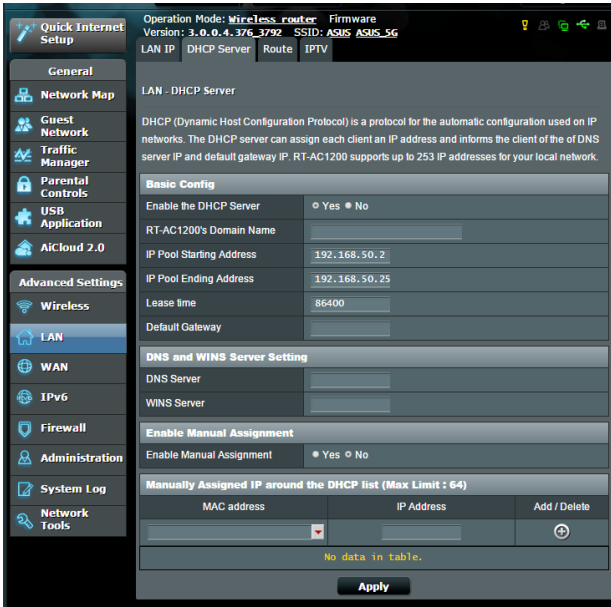 Quick Internet
Setup
General
Network Map
Guest
Network
Traffic
Manager
Parental
Controls
USB
Application
AiCloud 2.0
Advanced Settings
Wireless
LAN
WAN
IPv6
Firewall
Administration
System Log
Network
Tools
Operation Mode: Wireless router Firmware
Version: 3.0.0.4.376_3792 SSID: ASUS ASUS_5G
LAN IP DHCP Server Route IPTV
LAN - DHCP Server
DHCP (Dynamic Host Configuration Protocol) is a protocol for the automatic configuration used on IP
networks. The DHCP server can assign each client an IP address and informs the client of the of DNS
server IP and default gateway IP. RT-AC1200 supports up to 253 IP addresses for your local network.
Basic Config
Enable the DHCP Server Yes No
RT-AC1200's Domain Name
IP Pool Starting Address 192.168.50.2
IP Pool Ending Address 192.168.50.25
Lease time 86400
Default Gateway
DNS and WINS Server Setting
DNS Server
WINS Server
Enable Manual Assignment
Enable Manual Assignment Yes No
Manually Assigned IP around the DHCP list (Max Limit : 64)
MAC address IP Address Add / Delete
No data in table.
Apply